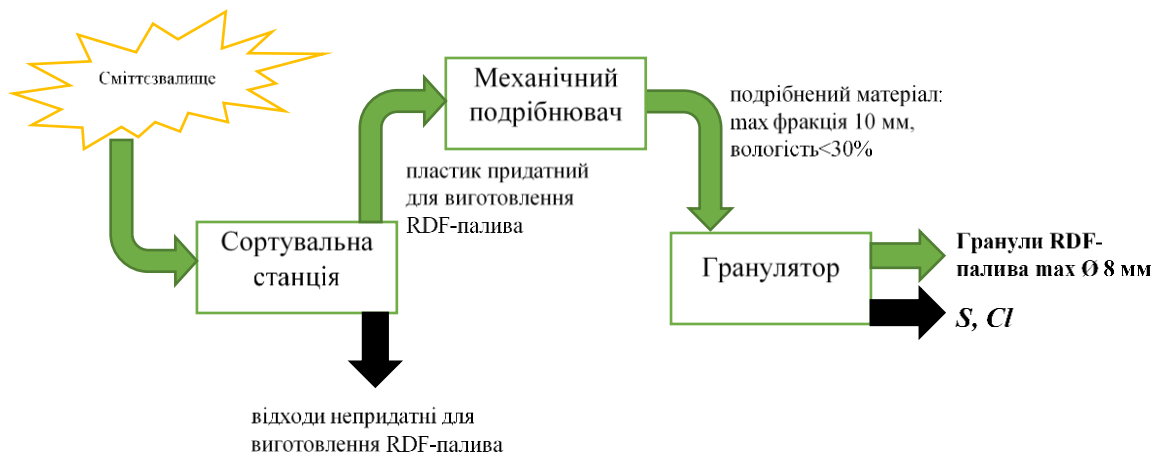 Сміттєзвалище
Механічний
подрібнювач
подрібнений матеріал:
max фракція 10 мм,
вологість<30%
пластик придатний
для виготовлення
RDF-палива
Сортувальна
станція
Гранулятор
Гранули RDF-
палива max Ø 8 мм
S, Cl
відходи непридатні для
виготовлення RDF-палива